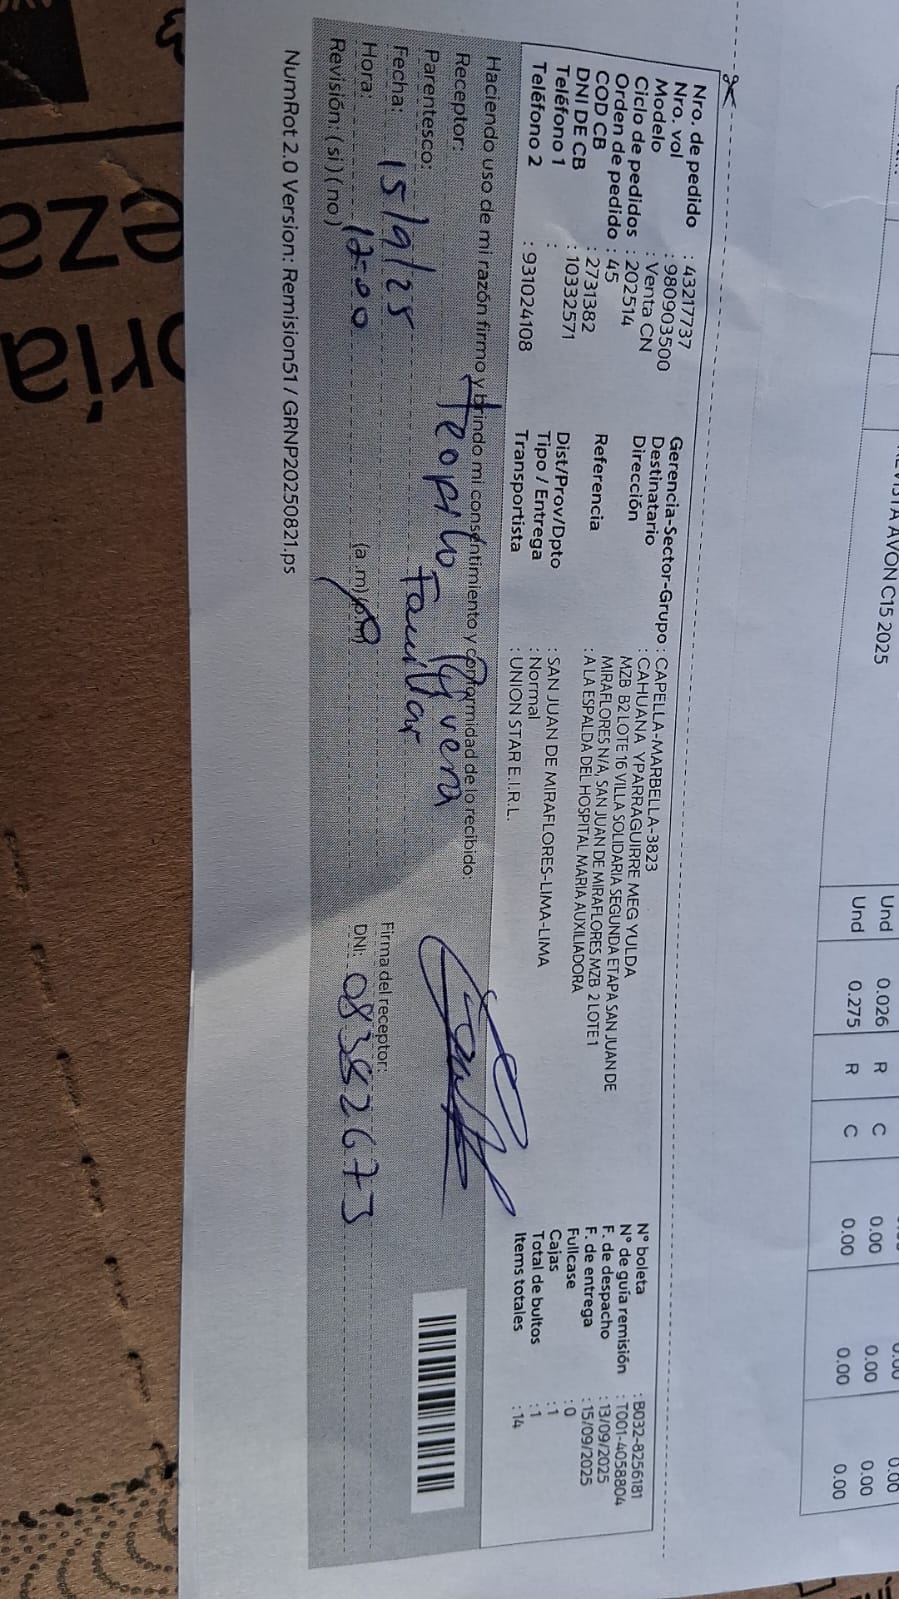 REVISTA AVON C15 2025
Und 0.026 R C 0.00 0.00 0.00
Und 0.275 R C 0.00 0.00 0.00
Nro. de pedido : 43217737
Nro. vol : 980903500
Modelo : Venta CN
Ciclo de pedidos : 202514
Orden de pedido : 45
COD CB : 2731382
DNI DE CB : 10332571
Teléfono 1 :
Teléfono 2 : 931024108
Gerencia-Sector-Grupo : CAPELLA-MARBELLA-3823
Destinatario : CAHUANA YPARRAGUIRRE MEG YULDA
Dirección MZB B2 LOTE 16 VILLA SOLIDARIA SEGUNDA ETAPA SAN JUAN DE
MIRAFLORES N/A, SAN JUAN DE MIRAFLORES MZB 2 LOTE 1
Referencia : A LA ESPALDA DEL HOSPITAL MARIA AUXILIADORA
Dist/Prov/Dpto : SAN JUAN DE MIRAFLORES-LIMA-LIMA
Tipo / Entrega : Normal
Transportista : UNION STAR E.I.R.L.
N° boleta : B032-8256181
N° de guía remisión : T001-4058804
F. de despacho : 13/09/2025
F. de entrega : 15/09/2025
Fullcase : 0
Cajas : 1
Total de bultos : 1
Items totales : 14
Haciendo uso de mi razón firmo y brindo mi consentimiento y conformidad de lo recibido:
Receptor: Teopilo Rivera
Parentesco: Familiar
Fecha: 15/9/25
Hora: 12:00 (a.m)
Revisión: (si) (no)
Firma del receptor:
DNI:
NumRot 2.0 Version: Remision51 / GRNP20250821.ps
eza
oria